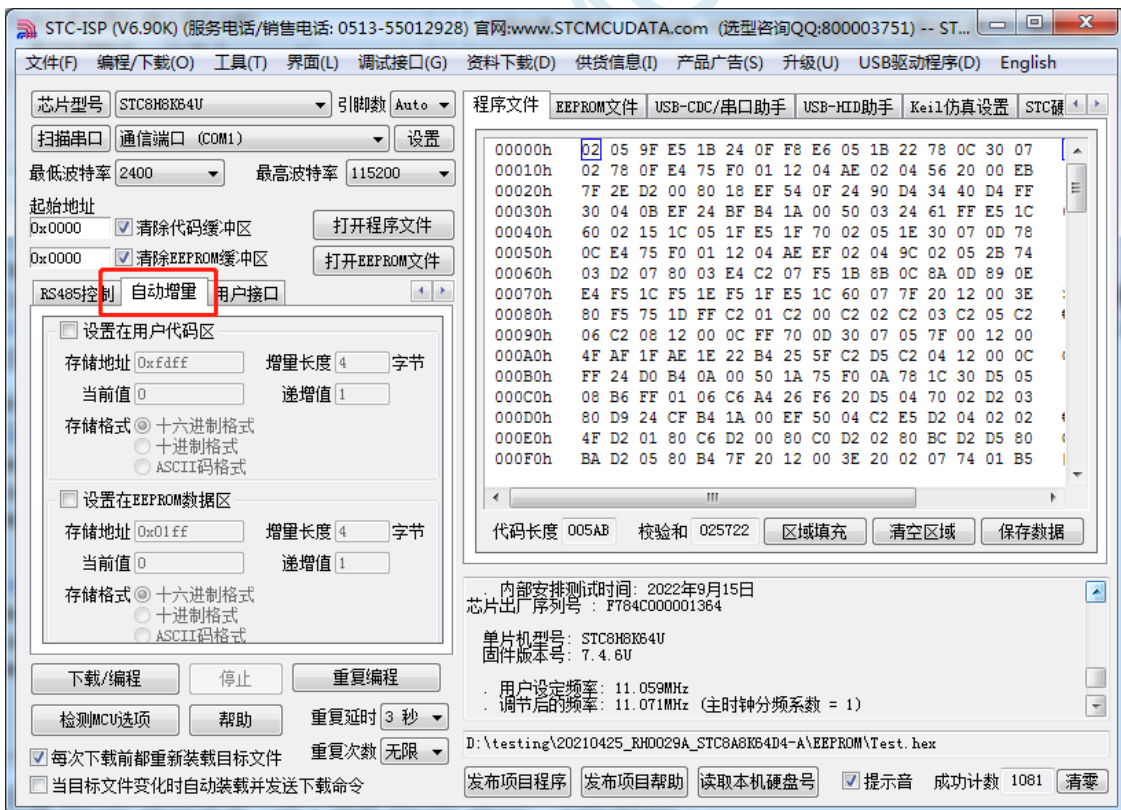 STC-ISP (V6.90K) (服务电话/销售电话: 0513-55012928) 官网:www.STCMCUDATA.com (选型咨询QQ:800003751) -- ST...
文件(F) 编程/下载(O) 工具(T) 界面(L) 调试接口(G) 资料下载(D) 供货信息(I) 产品广告(S) 升级(U) USB驱动程序(D) English
芯片型号 STC8H8K64U 引脚数 Auto
扫描串口 通信端口 (COM1) 设置
最低波特率 2400 最高波特率 115200
起始地址
0x0000 清除代码缓冲区 打开程序文件
0x0000 清除EEPROM缓冲区 打开EEPROM文件
RS485控制 自动增量 用户接口
设置在用户代码区
存储地址 0xfdff 增量长度 4 字节
当前值 0 递增值 1
存储格式 十六进制格式
十进制格式
ASCII码格式
设置在EEPROM数据区
存储地址 0x01ff 增量长度 4 字节
当前值 0 递增值 1
存储格式 十六进制格式
十进制格式
ASCII码格式
下载/编程 停止 重复编程
检测MCU选项 帮助 重复延时 3 秒
每次下载前都重新装载目标文件 重复次数 无限
当目标文件变化时自动装载并发送下载命令
程序文件 EEPROM文件 USB-CDC/串口助手 USB-HID助手 Keil仿真设置 STC硬
00000h 02 05 9F E5 1B 24 0F F8 E6 05 1B 22 78 0C 30 07
00010h 02 78 0F E4 75 F0 01 12 04 AE 02 04 56 20 00 EB
00020h 7F 2E D2 00 80 18 EF 54 0F 24 90 D4 34 40 D4 FF
00030h 30 04 0B EF 24 BF B4 1A 00 50 03 24 61 FF E5 1C
00040h 60 02 15 1C 05 1F E5 1F 70 02 05 1E 30 07 0D 78
00050h 0C E4 75 F0 01 12 04 AE EF 02 04 9C 02 05 2B 74
00060h 03 D2 07 80 03 E4 C2 07 F5 1B 8B 0C 8A 0D 89 0E
00070h E4 F5 1C F5 1E F5 1F E5 1C 60 07 7F 20 12 00 3E
00080h 80 F5 75 1D FF C2 01 C2 00 C2 02 C2 03 C2 05 C2
00090h 06 C2 08 12 00 0C FF 70 0D 30 07 05 7F 00 12 00
000A0h 4F AF 1F AE 1E 22 B4 25 5F C2 D5 C2 04 12 00 0C
000B0h FF 24 D0 B4 0A 00 50 1A 75 F0 0A 78 1C 30 D5 05
000C0h 08 B6 FF 01 06 C6 A4 26 F6 20 D5 04 70 02 D2 03
000D0h 80 D9 24 CF B4 1A 00 EF 50 04 C2 E5 D2 04 02 02
000E0h 4F D2 01 80 C6 D2 00 80 C0 D2 02 80 BC D2 D5 80
000F0h BA D2 05 80 B4 7F 20 12 00 3E 20 02 07 74 01 B5
代码长度 005AB 校验和 025722 区域填充 清空区域 保存数据
. 内部安排测试时间: 2022年9月15日
芯片出厂序列号 : F784C000001364
单片机型号: STC8H8K64U
固件版本号: 7.4.6U
. 用户设定频率: 11.059MHz
. 调节后的频率: 11.071MHz (主时钟分频系数 = 1)
D:\testing\20210425_RH0029A_STC8A8K64D4-A\EEPROM\Test.hex
发布项目程序 发布项目帮助 读取本机硬盘号 提示音 成功计数 1081 清零